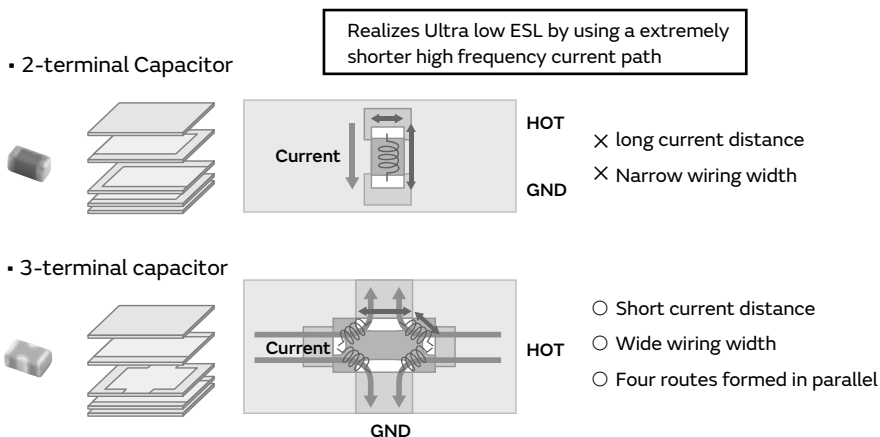 Realizes Ultra low ESL by using a extremely
shorter high frequency current path
▪ 2-terminal Capacitor
Current
HOT
GND
× long current distance
× Narrow wiring width
▪ 3-terminal capacitor
Current
HOT
GND
○ Short current distance
○ Wide wiring width
○ Four routes formed in parallel